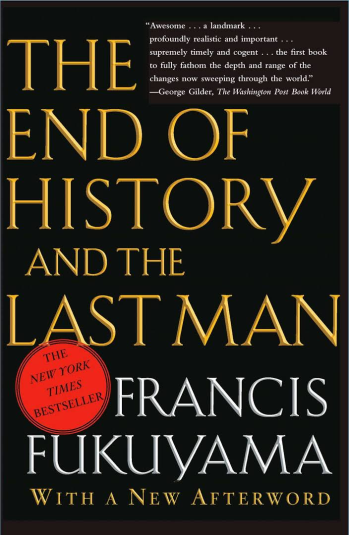 “Awesome . . . a landmark . . .
profoundly realistic and important . . .
supremely timely and cogent . . . the first book
to fully fathom the depth and range of the
changes now sweeping through the world.”
—George Gilder, The Washington Post Book World
THE
END OF
HISTORY
AND THE
LAST MAN
THE
NEW YORK
TIMES
BESTSELLER
FRANCIS
FUKUYAMA
WITH A NEW AFTERWORD